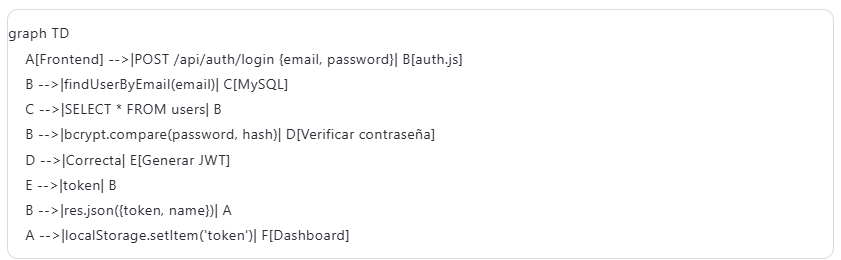 graph TD
A[Frontend] -->|POST /api/auth/login {email, password}| B[auth.js]
B -->|findUserByEmail(email)| C[MySQL]
C -->|SELECT * FROM users| B
B -->|bcrypt.compare(password, hash)| D[Verificar contraseña]
D -->|Correcta| E[Generar JWT]
E -->|token| B
B -->|res.json({token, name})| A
A -->|localStorage.setItem('token')| F[Dashboard]